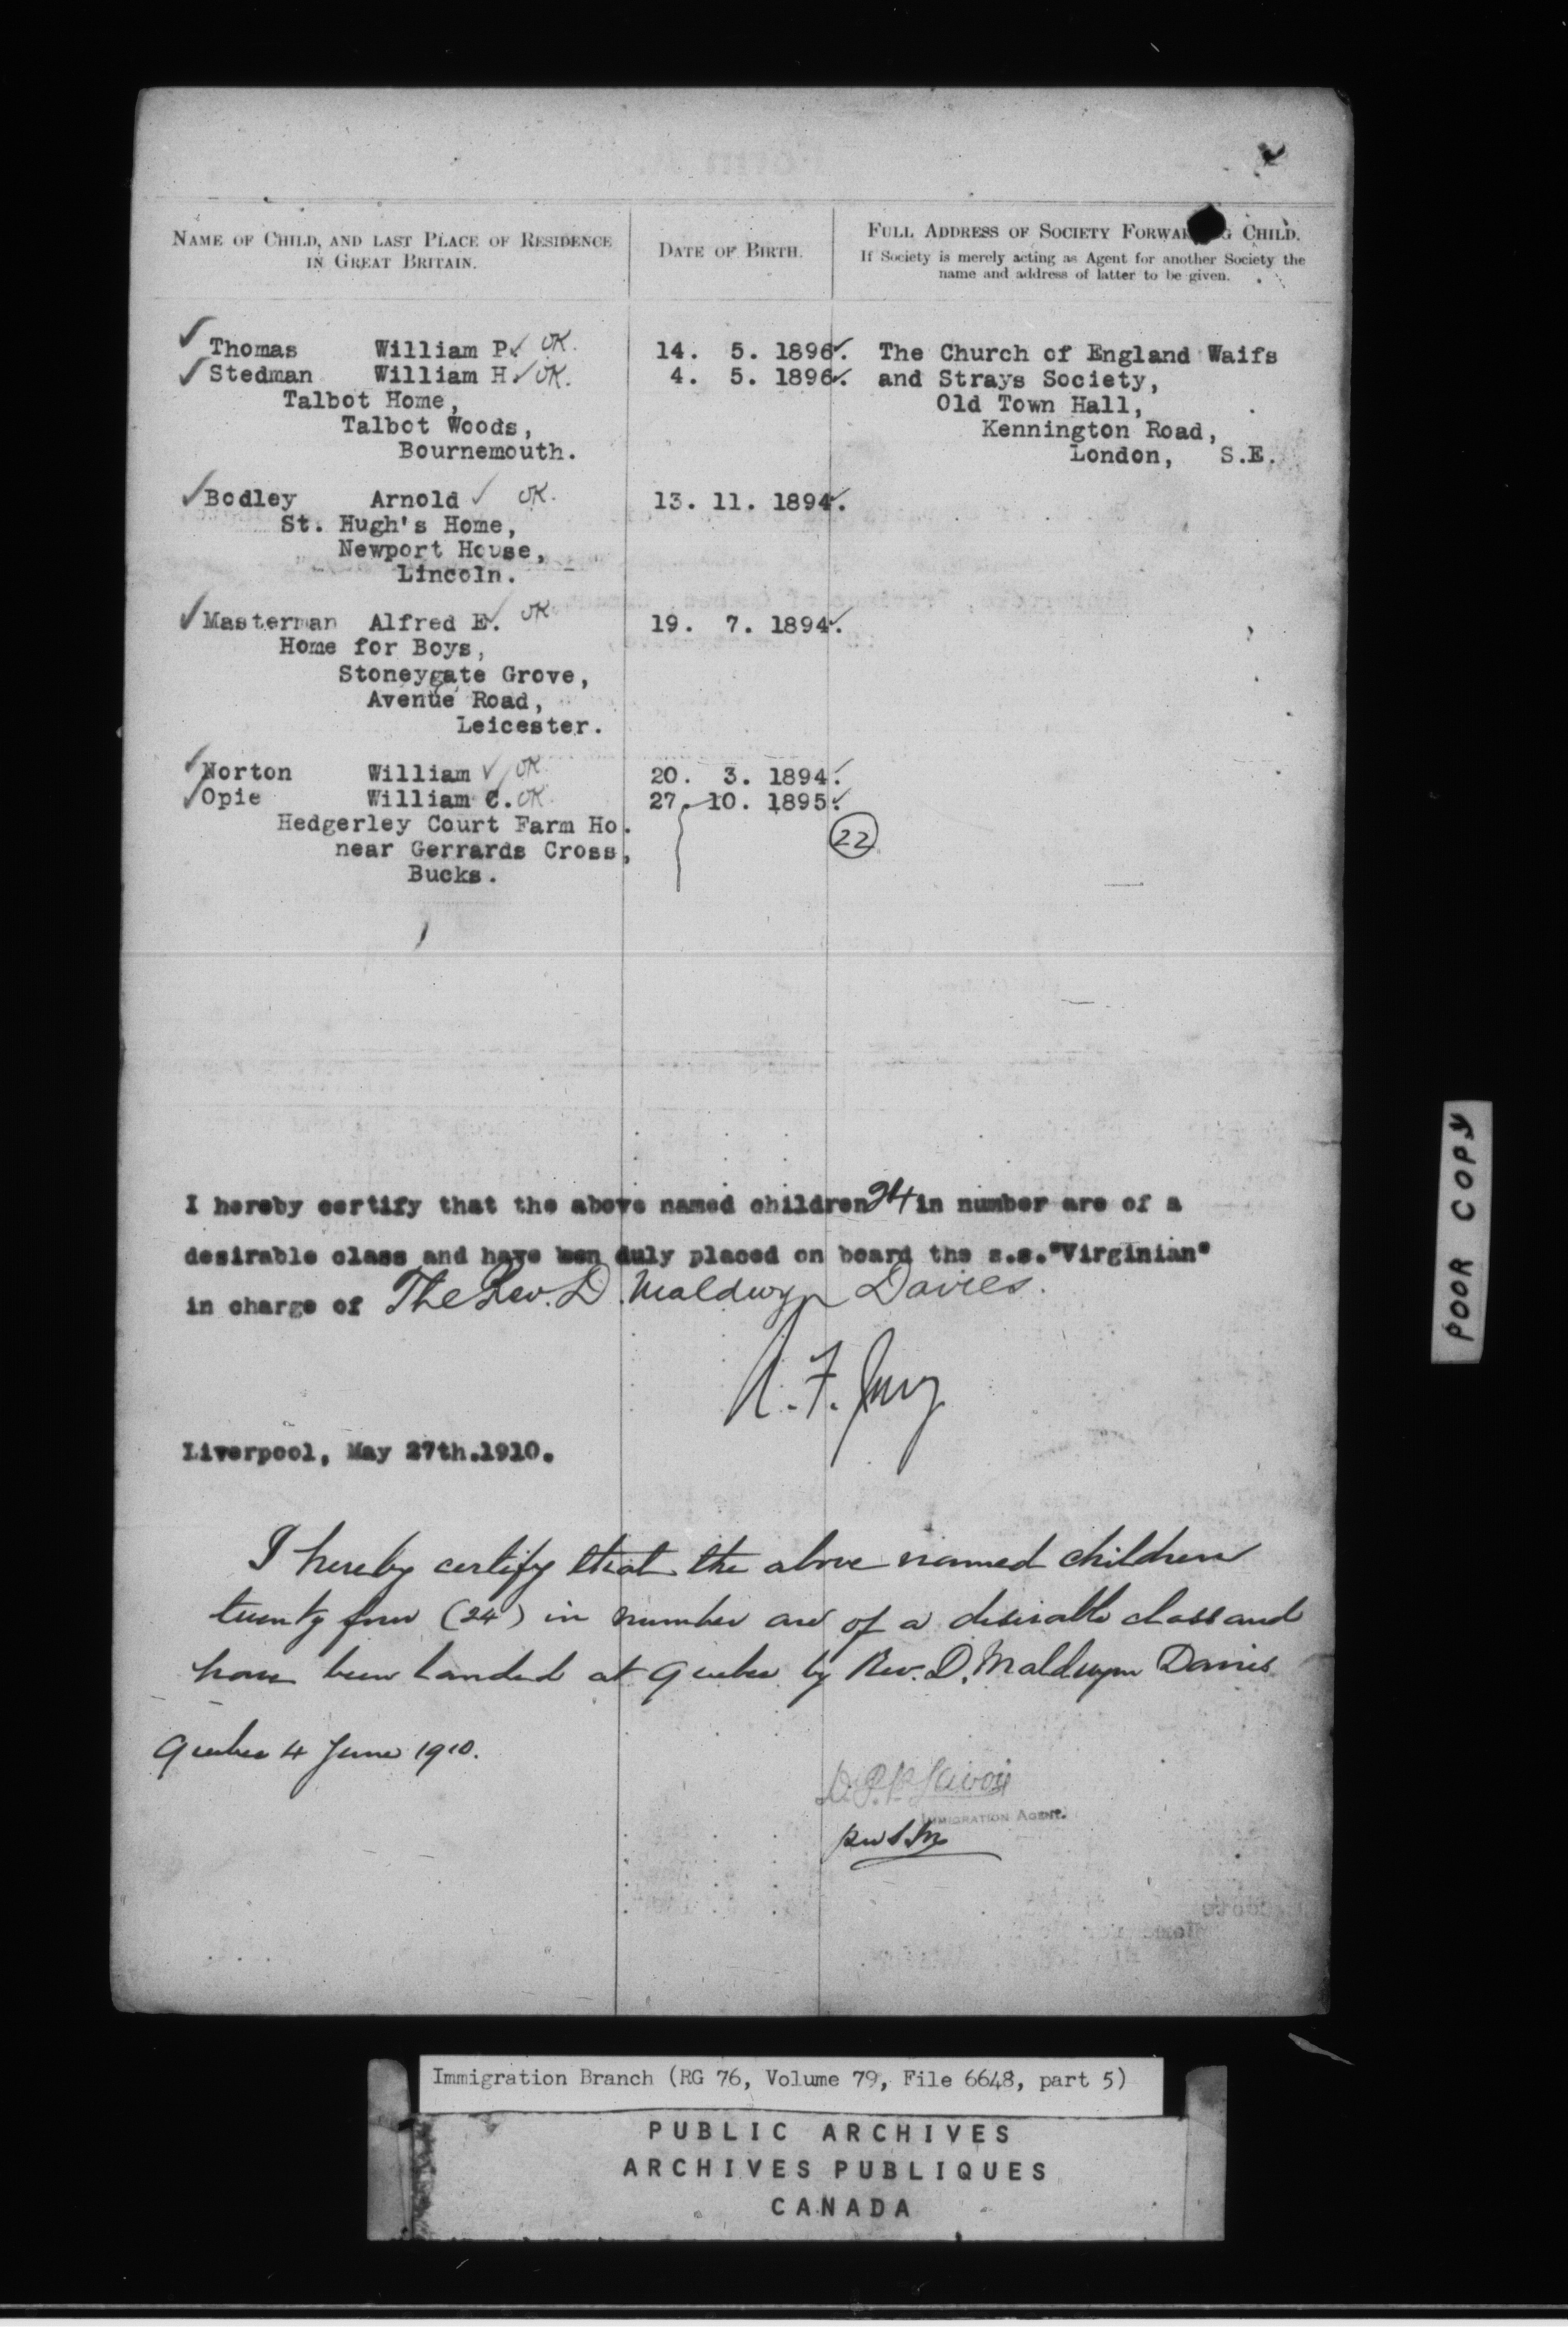 NAME OF CHILD, AND LAST PLACE OF RESIDENCE
IN GREAT BRITAIN.
DATE OF BIRTH.
FULL ADDRESS OF SOCIETY FORWAR G CHILD.
If Society is merely acting as Agent for another Society the
name and address of latter to be given.
✓ Thomas William P. ✓ OK. 14. 5. 1896 ✓. The Church of England Waifs
✓ Stedman William H. ✓ OK. 4. 5. 1896 ✓. and Strays Society,
Talbot Home, Old Town Hall,
Talbot Woods, Kennington Road,
Bournemouth. London, S.E.
✓ Bodley Arnold ✓ OK. 13. 11. 1894 ✓.
St. Hugh's Home,
Newport House,
Lincoln.
✓ Masterman Alfred E. ✓ OK 19. 7. 1894 ✓.
Home for Boys,
Stoneygate Grove,
Avenue Road,
Leicester.
✓ Norton William ✓ OK 20. 3. 1894 ✓.
✓ Opie William C. OK 27. 10. 1895 ✓.
Hedgerley Court Farm Ho. 22
near Gerrards Cross,
Bucks.
I hereby certify that the above named children 24 in number are of a
desirable class and have ben duly placed on board the s.s."Virginian"
in charge of The Rev. D. Maldwyn Davies.
Liverpool, May 27th.1910.
I hereby certify that the above named children
twenty four (24) in number are of a desirable class and
have been landed at Quebec by Rev. D. Maldwyn Davies
Quebec 4 June 1910.
IMMIGRATION AGENT.
POOR COPY
Immigration Branch (RG 76, Volume 79, File 6648, part 5)
PUBLIC ARCHIVES
ARCHIVES PUBLIQUES
CANADA